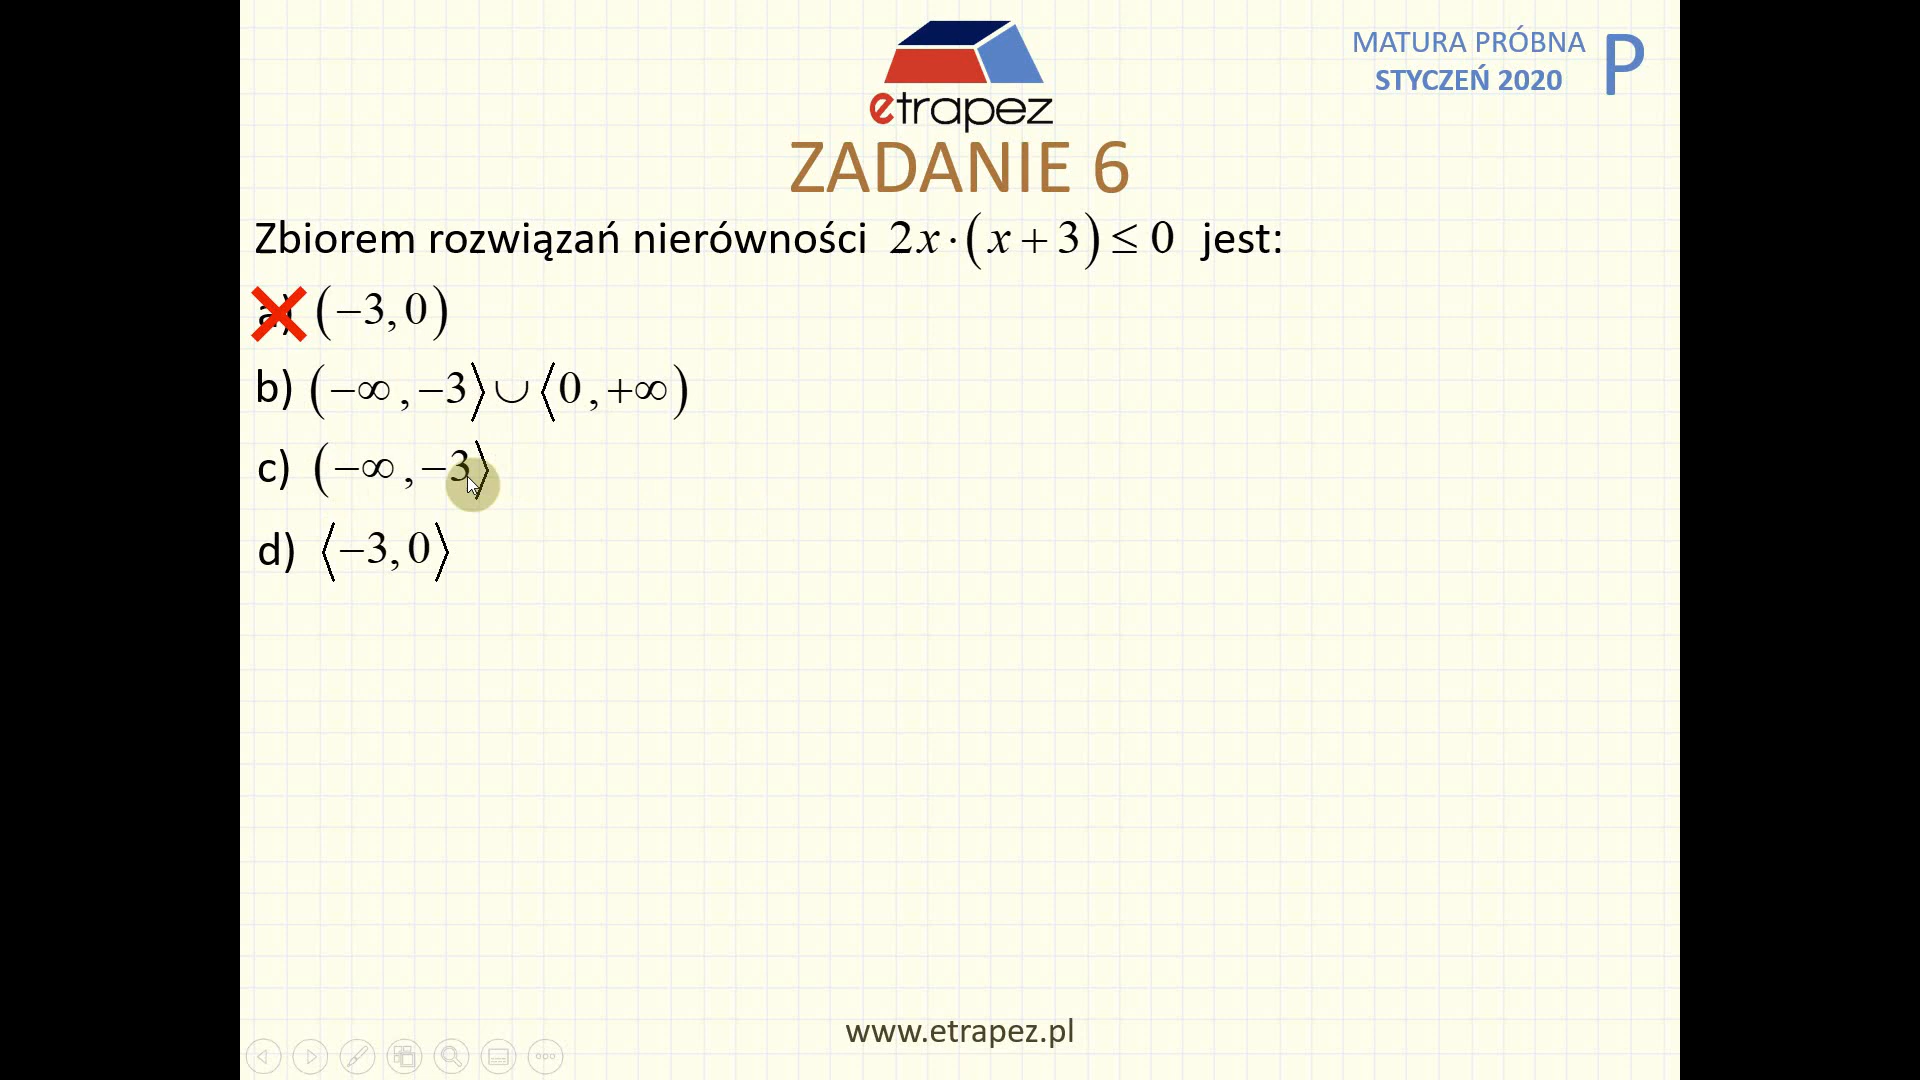 MATURA PRÓBNA
STYCZEŃ 2020
P
etrapez
ZADANIE 6
Zbiorem rozwiązań nierówności 2x·(x+3)≤0 jest:
a) (−3,0)
b) (−∞,−3⟩∪⟨0,+∞)
c) (−∞,−3⟩
d) ⟨−3,0⟩
www.etrapez.pl